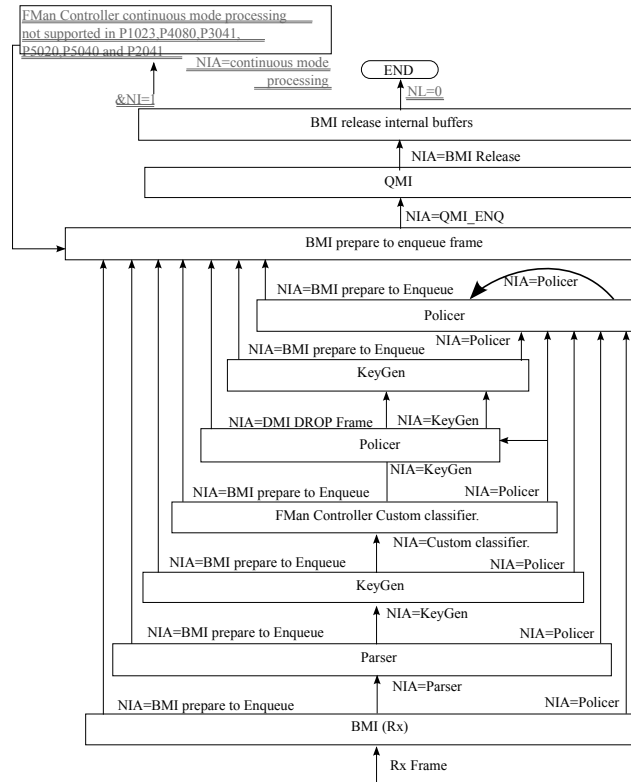 FMan Controller continuous mode processing
not supported in P1023,P4080,P3041,
P5020,P5040 and P2041
NIA=continuous mode
processing
END
&NI=1
NL=0
BMI release internal buffers
NIA=BMI Release
QMI
NIA=QMI_ENQ
BMI prepare to enqueue frame
NIA=BMI prepare to Enqueue
NIA=Policer
Policer
NIA=Policer
NIA=BMI prepare to Enqueue
KeyGen
NIA=DMI DROP Frame
NIA=KeyGen
Policer
NIA=KeyGen
NIA=BMI prepare to Enqueue
NIA=Policer
FMan Controller Custom classifier.
NIA=Custom classifier.
NIA=BMI prepare to Enqueue
NIA=Policer
KeyGen
NIA=KeyGen
NIA=BMI prepare to Enqueue
NIA=Policer
Parser
NIA=Parser
NIA=BMI prepare to Enqueue
NIA=Policer
BMI (Rx)
Rx Frame